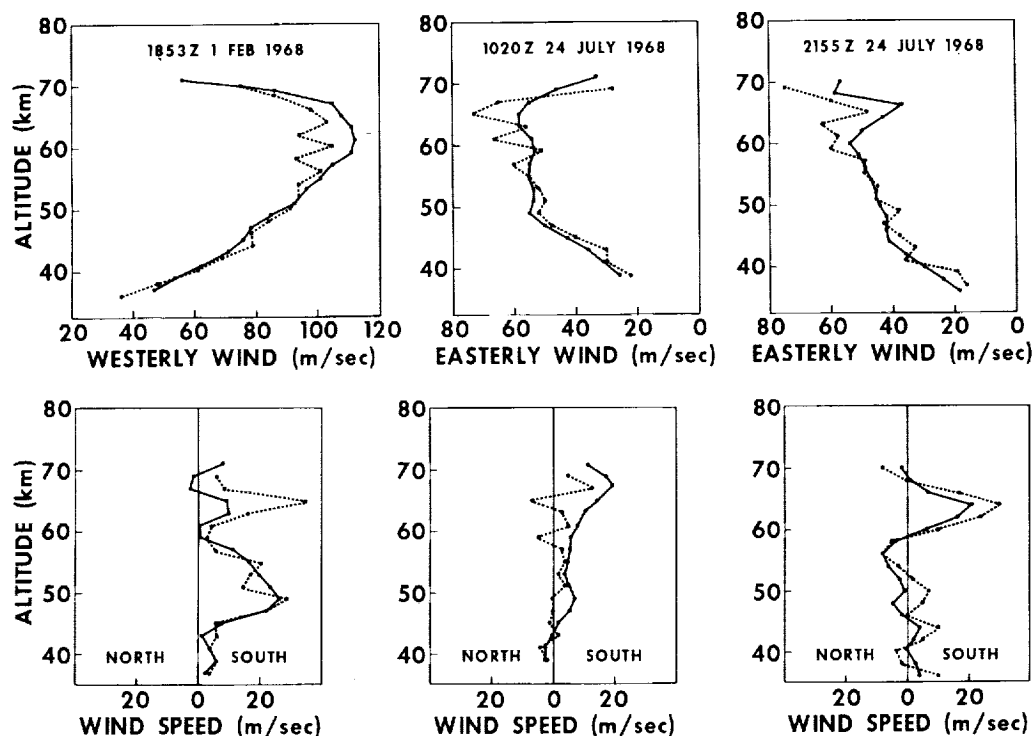 1853Z 1 FEB 1968
80
70
60
50
40
ALTITUDE (km)
20 40 60 80 100 120
WESTERLY WIND (m/sec)
1020Z 24 JULY 1968
80
70
60
50
40
80 60 40 20 0
EASTERLY WIND (m/sec)
2155Z 24 JULY 1968
80
70
60
50
40
80 60 40 20 0
EASTERLY WIND (m/sec)
80
70
60
50
40
ALTITUDE (km)
NORTH SOUTH
20 0 20
WIND SPEED (m/sec)
80
70
60
50
40
NORTH SOUTH
20 0 20
WIND SPEED (m/sec)
80
70
60
50
40
NORTH SOUTH
20 0 20
WIND SPEED (m/sec)